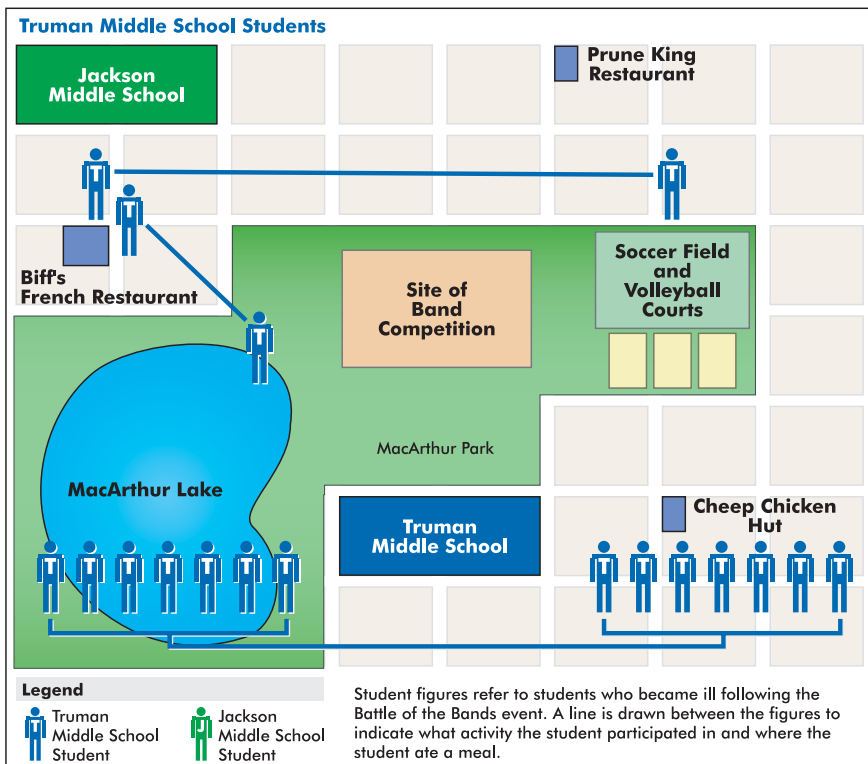 Truman Middle School Students
Jackson
Middle School
Prune King
Restaurant
T
T
T
Biff's
French Restaurant
Site of
Band
Competition
Soccer Field
and
Volleyball
Courts
T
MacArthur Park
MacArthur Lake
Truman
Middle School
Cheep Chicken
Hut
T T T T T T T
T T T T T T T
Legend
T
Truman
Middle School
Student
J
Jackson
Middle School
Student
Student figures refer to students who became ill following the
Battle of the Bands event. A line is drawn between the figures to
indicate what activity the student participated in and where the
student ate a meal.